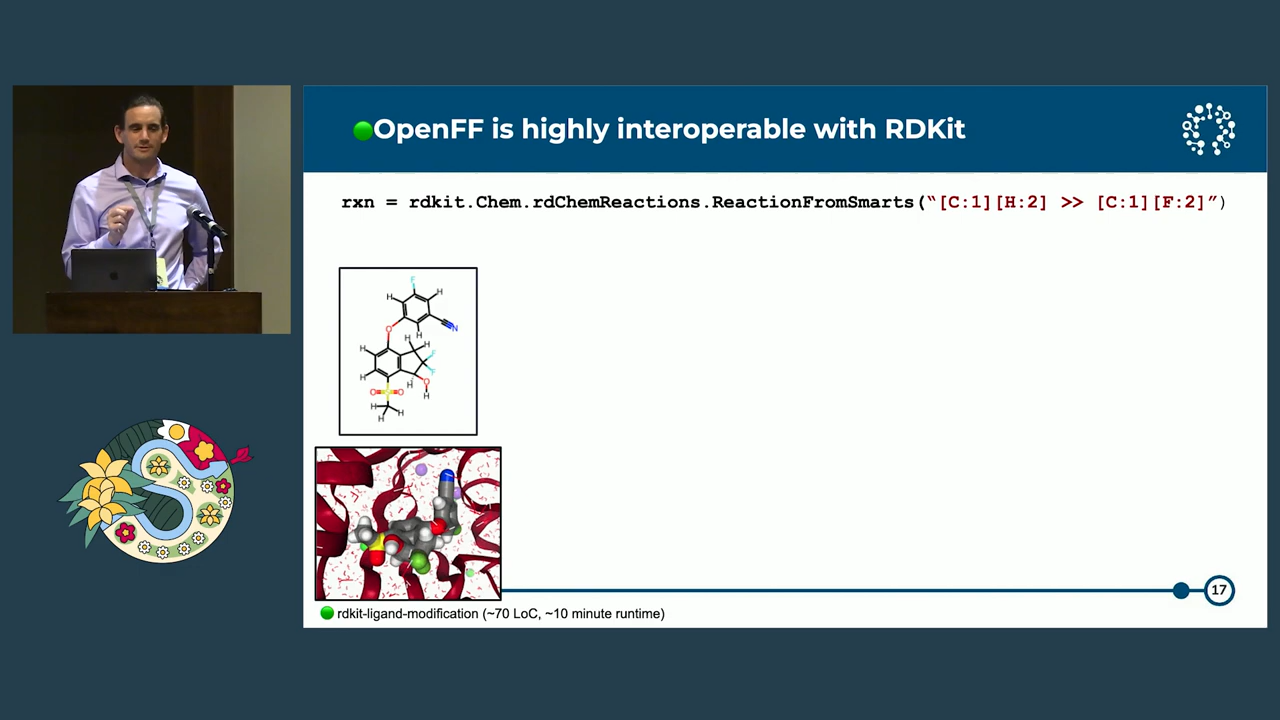 OpenFF is highly interoperable with RDKit
rxn = rdkit.Chem.rdChemReactions.ReactionFromSmarts(“[C:1][H:2] >> [C:1][F:2]”)
F
H
H
N
O
H
H
H
H
F
F
H
H
O
H
O
S
O
H
H
H
17
rdkit-ligand-modification (~70 LoC, ~10 minute runtime)